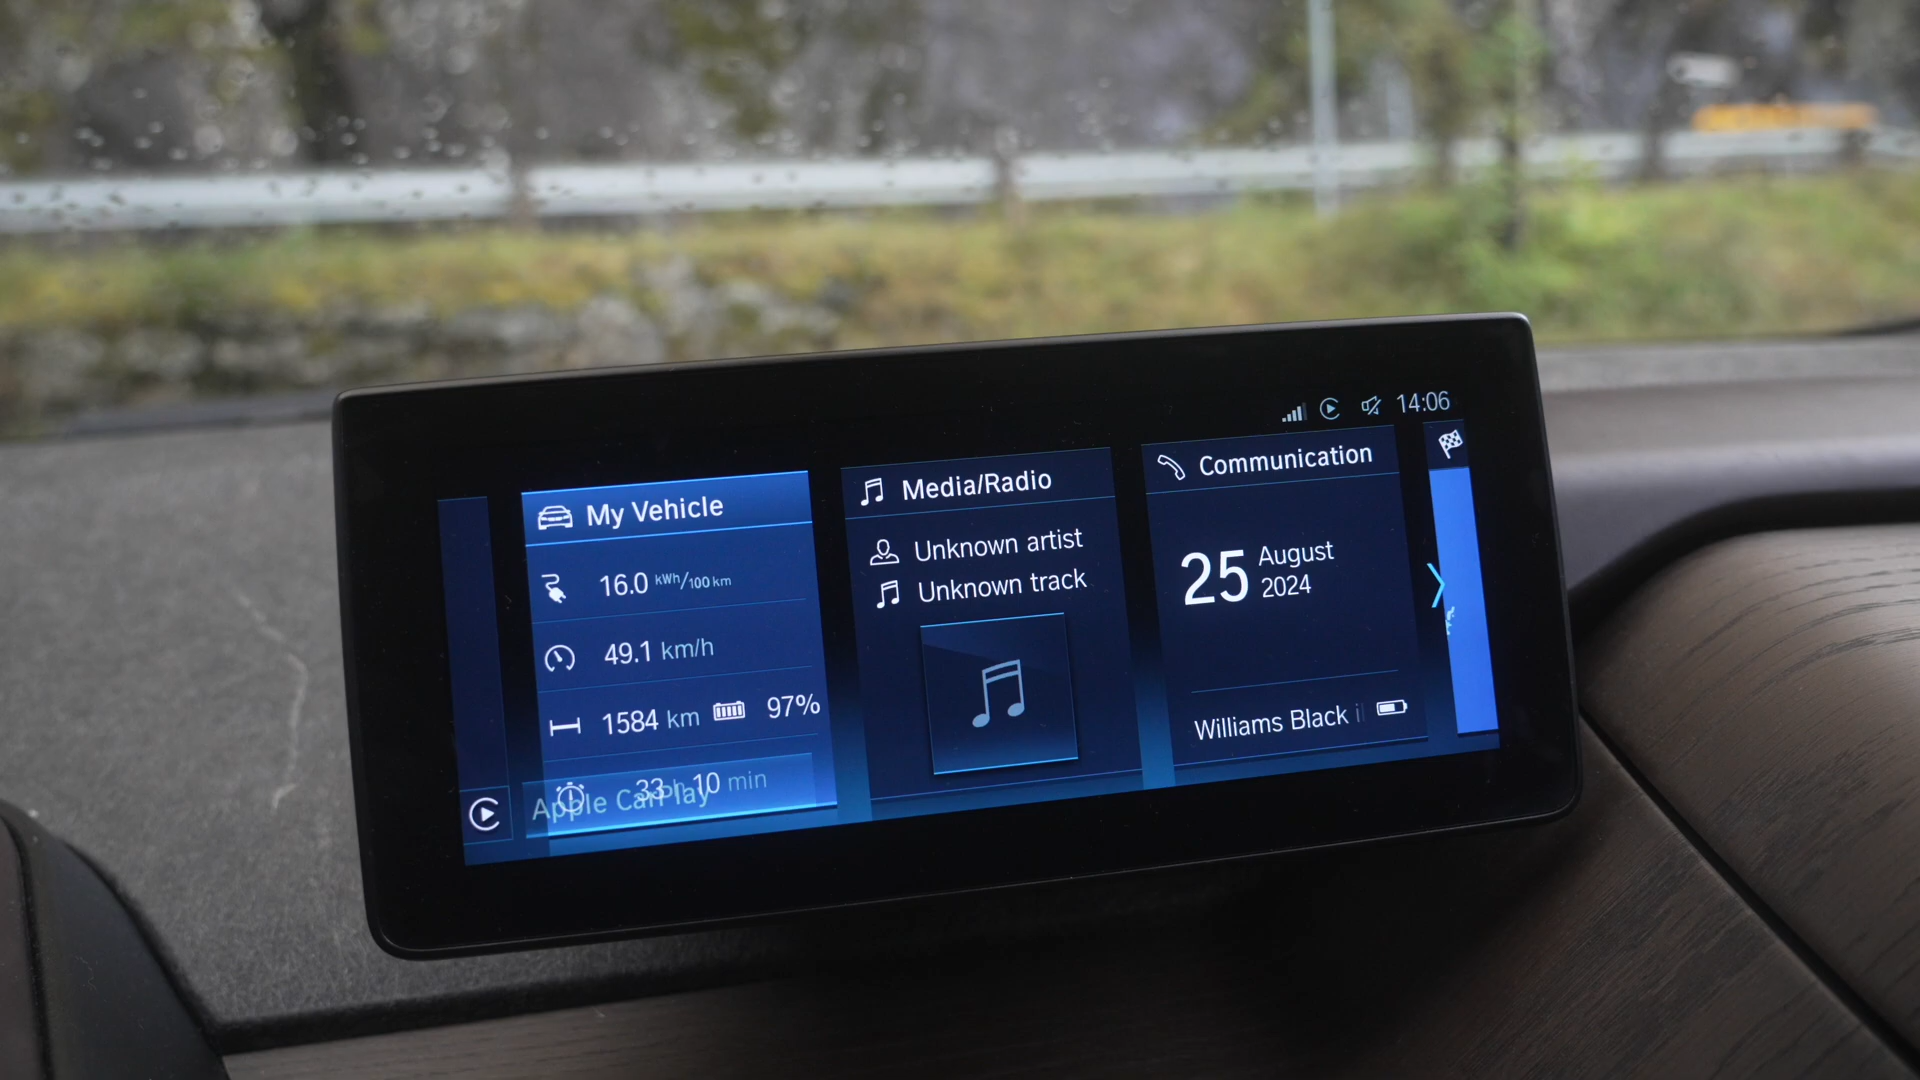 14:06
My Vehicle
16.0 kWh/100 km
49.1 km/h
1584 km 97%
33 h 10 min
Apple CarPlay
Media/Radio
Unknown artist
Unknown track
Communication
25 August
2024
Williams Black i